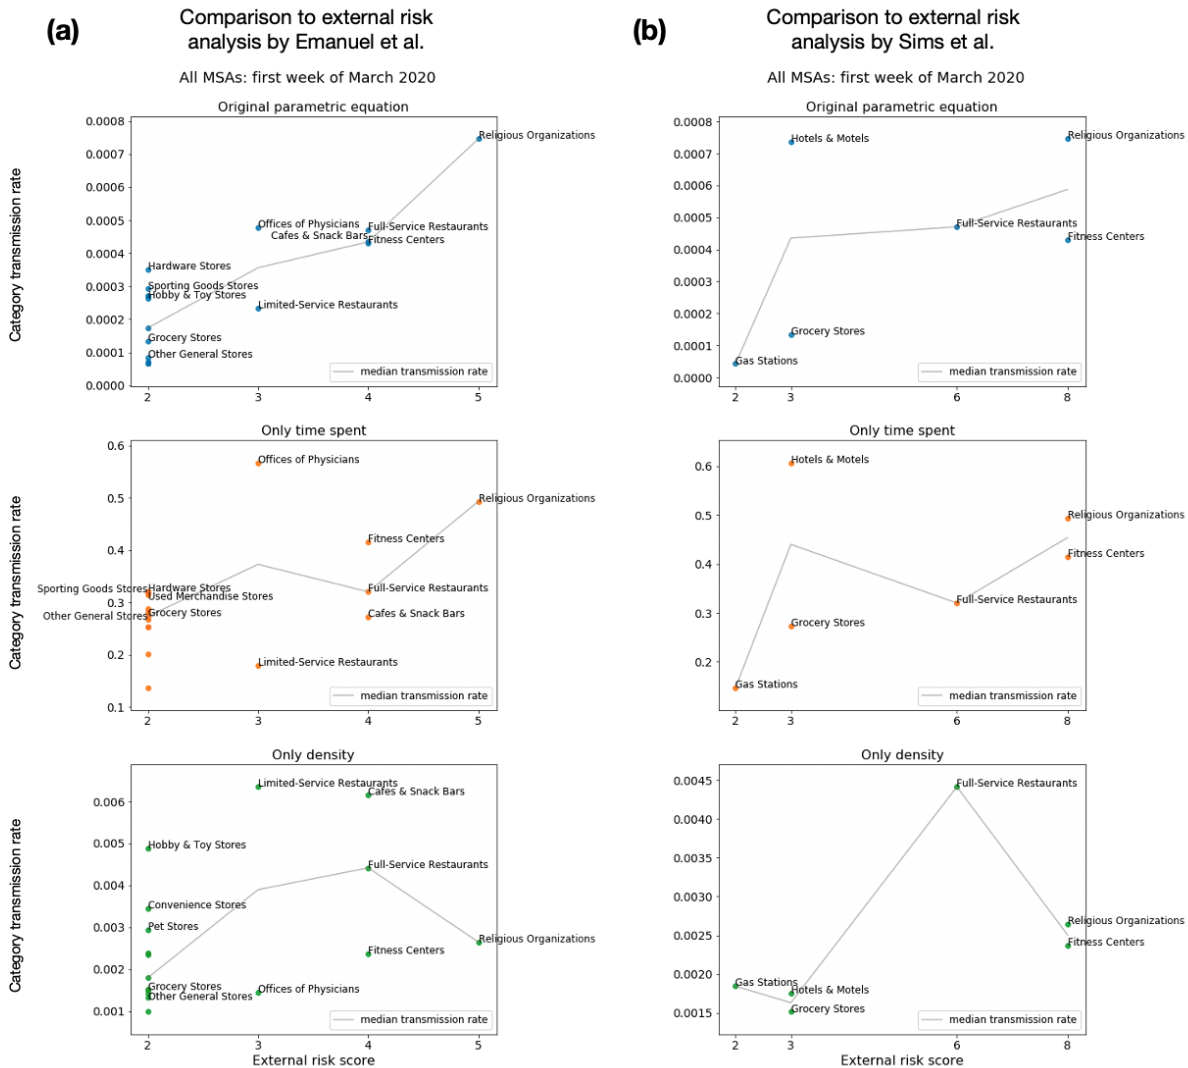 (a)
Comparison to external risk
analysis by Emanuel et al.
All MSAs: first week of March 2020
Original parametric equation
Category transmission rate
0.0008
0.0007
0.0006
0.0005
0.0004
0.0003
0.0002
0.0001
0.0000
Religious Organizations
Offices of Physicians
Full-Service Restaurants
Cafes & Snack Bars
Fitness Centers
Hardware Stores
Sporting Goods Stores
Hobby & Toy Stores
Limited-Service Restaurants
Grocery Stores
Other General Stores
median transmission rate
2 3 4 5
Only time spent
Category transmission rate
0.6
0.5
0.4
0.3
0.2
0.1
Offices of Physicians
Religious Organizations
Fitness Centers
Sporting Goods Stores
Hardware Stores
Full-Service Restaurants
Used Merchandise Stores
Other General Stores
Grocery Stores
Cafes & Snack Bars
Limited-Service Restaurants
median transmission rate
2 3 4 5
Only density
Category transmission rate
0.006
0.005
0.004
0.003
0.002
0.001
Limited-Service Restaurants
Cafes & Snack Bars
Hobby & Toy Stores
Full-Service Restaurants
Convenience Stores
Pet Stores
Religious Organizations
Fitness Centers
Grocery Stores
Offices of Physicians
Other General Stores
median transmission rate
2 3 4 5
External risk score
(b)
Comparison to external risk
analysis by Sims et al.
All MSAs: first week of March 2020
Original parametric equation
0.0008
0.0007
0.0006
0.0005
0.0004
0.0003
0.0002
0.0001
0.0000
Hotels & Motels
Religious Organizations
Full-Service Restaurants
Fitness Centers
Grocery Stores
Gas Stations
median transmission rate
2 3 6 8
Only time spent
0.6
0.5
0.4
0.3
0.2
Hotels & Motels
Religious Organizations
Fitness Centers
Full-Service Restaurants
Grocery Stores
Gas Stations
median transmission rate
2 3 6 8
Only density
0.0045
0.0040
0.0035
0.0030
0.0025
0.0020
0.0015
Full-Service Restaurants
Religious Organizations
Fitness Centers
Gas Stations
Hotels & Motels
Grocery Stores
median transmission rate
2 3 6 8
External risk score